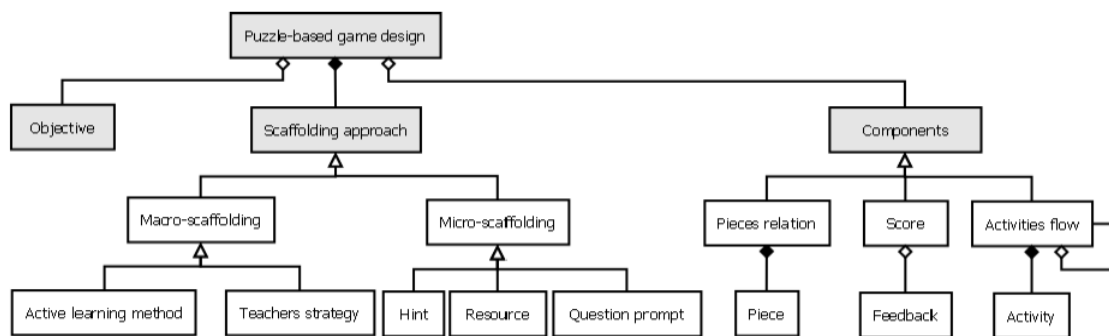 Puzzle-based game design
Objective
Scaffolding approach
Components
Macro-scaffolding
Micro-scaffolding
Pieces relation
Score
Activities flow
Active learning method
Teachers strategy
Hint
Resource
Question prompt
Piece
Feedback
Activity